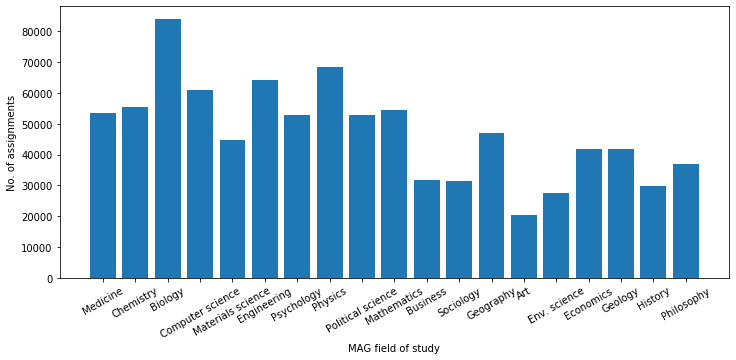 80000
70000
60000
50000
40000
30000
20000
10000
0
No. of assignments
Medicine
Chemistry
Biology
Computer science
Materials science
Engineering
Psychology
Physics
Political science
Mathematics
Business
Sociology
Geography
Art
Env. science
Economics
Geology
History
Philosophy
MAG field of study